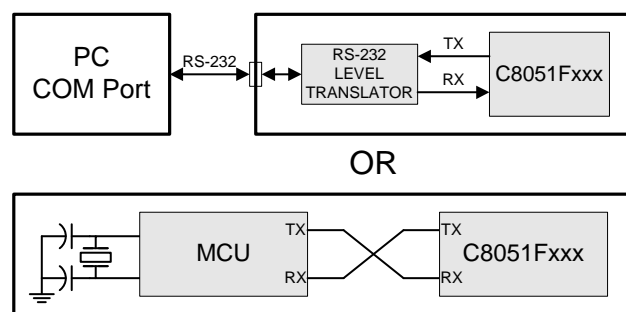 PC
COM Port
RS-232
RS-232
LEVEL
TRANSLATOR
TX
RX
C8051Fxxx
OR
MCU
TX
RX
TX
RX
C8051Fxxx